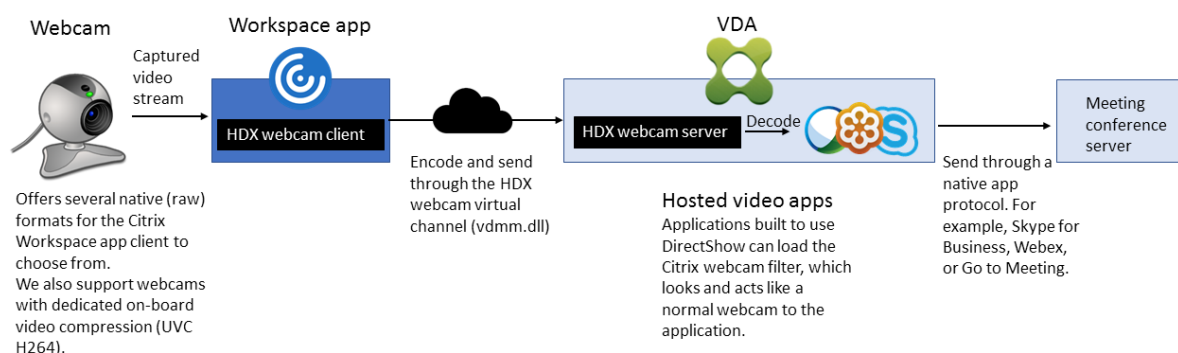 Webcam
Captured
video
stream
Offers several native (raw)
formats for the Citrix
Workspace app client to
choose from.
We also support webcams
with dedicated on-board
video compression (UVC
H264).
Workspace app
HDX webcam client
Encode and send
through the HDX
webcam virtual
channel (vdmm.dll)
VDA
HDX webcam server
Decode
S
Hosted video apps
Applications built to use
DirectShow can load the
Citrix webcam filter, which
looks and acts like a
normal webcam to the
application.
Send through a
native app
protocol. For
example, Skype for
Business, Webex,
or Go to Meeting.
Meeting
conference
server